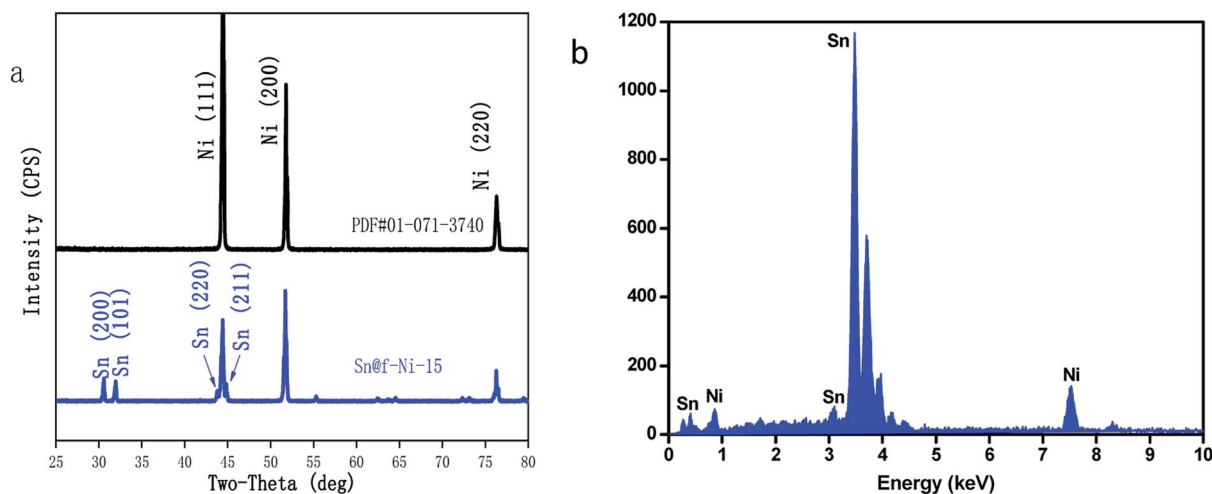 a
Intensity (CPS)
Ni (111)
Ni (200)
Ni (220)
PDF#01-071-3740
Sn (200)
Sn (101)
Sn (220)
Sn (211)
Sn@f-Ni-15
25 30 35 40 45 50 55 60 65 70 75 80
Two-Theta (deg)
b
1200
1000
800
600
400
200
0
Sn
Sn
Ni
Sn
Ni
0 1 2 3 4 5 6 7 8 9 10
Energy (keV)